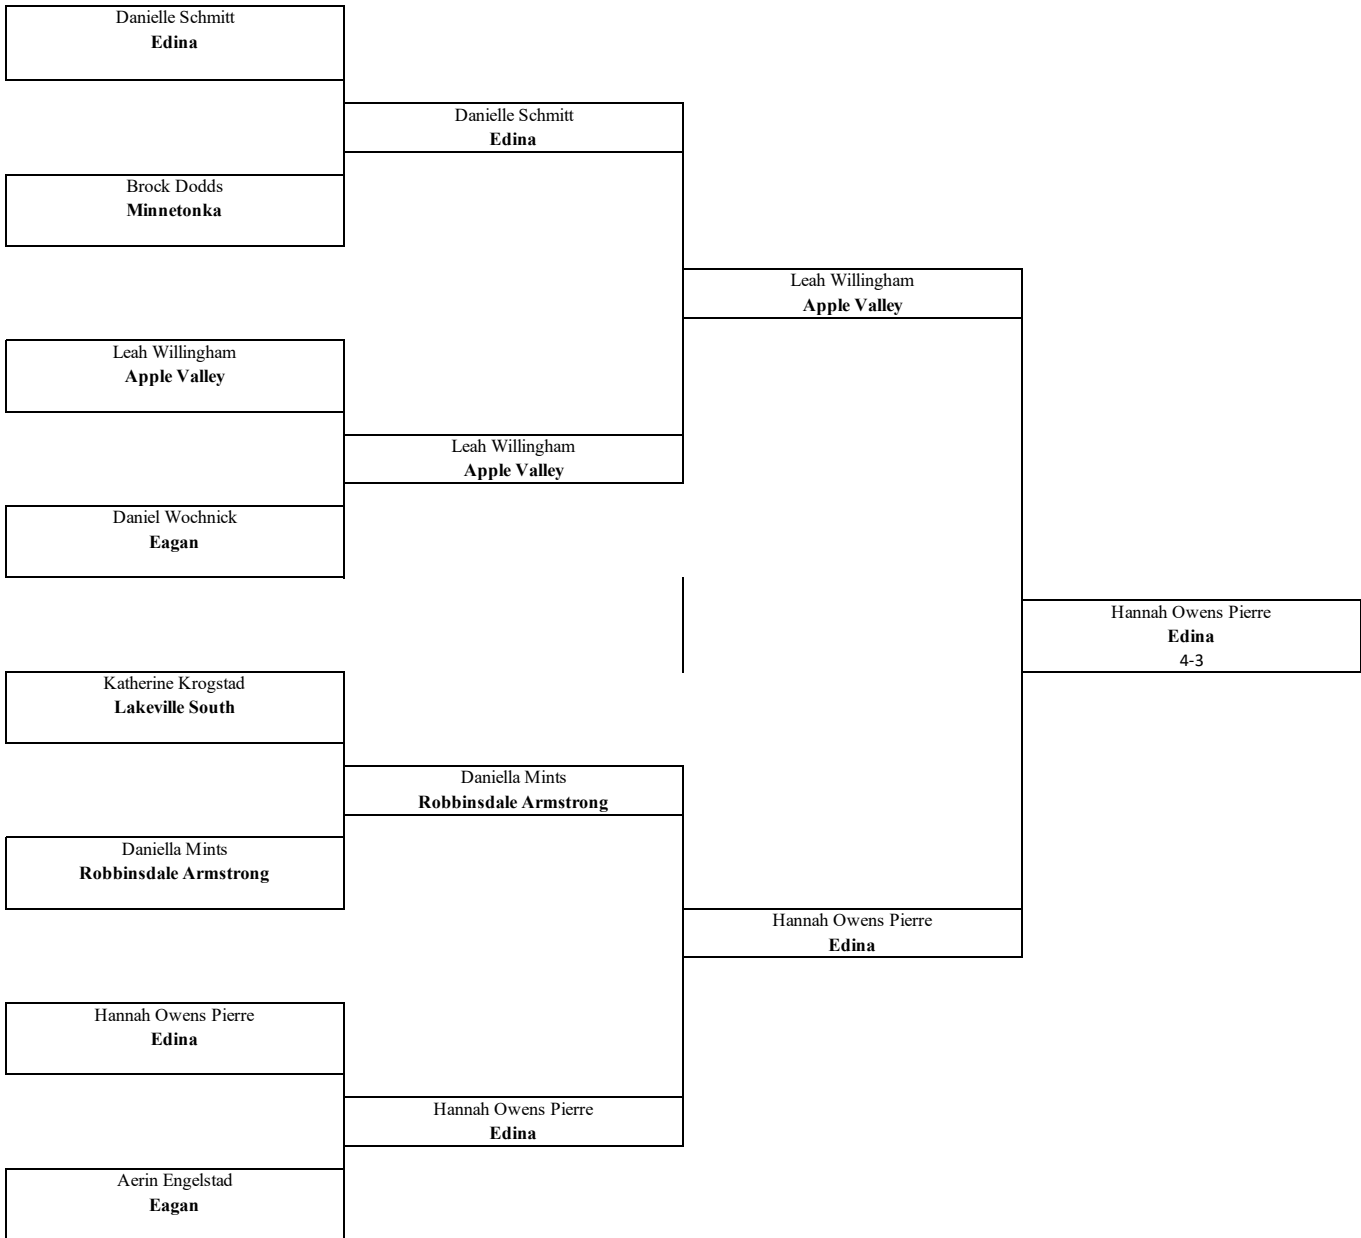 Danielle Schmitt
Edina
Danielle Schmitt
Edina
Brock Dodds
Minnetonka
Leah Willingham
Apple Valley
Leah Willingham
Apple Valley
Leah Willingham
Apple Valley
Daniel Wochnick
Eagan
Hannah Owens Pierre
Edina
4-3
Katherine Krogstad
Lakeville South
Daniella Mints
Robbinsdale Armstrong
Daniella Mints
Robbinsdale Armstrong
Hannah Owens Pierre
Edina
Hannah Owens Pierre
Edina
Hannah Owens Pierre
Edina
Aerin Engelstad
Eagan